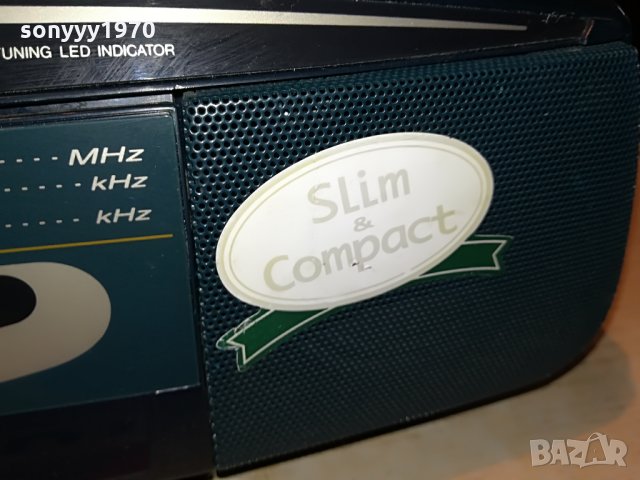 sonyyy1970
TUNING LED INDICATOR
MHz
kHz
kHz
SLim
&
Compact
BAZAR